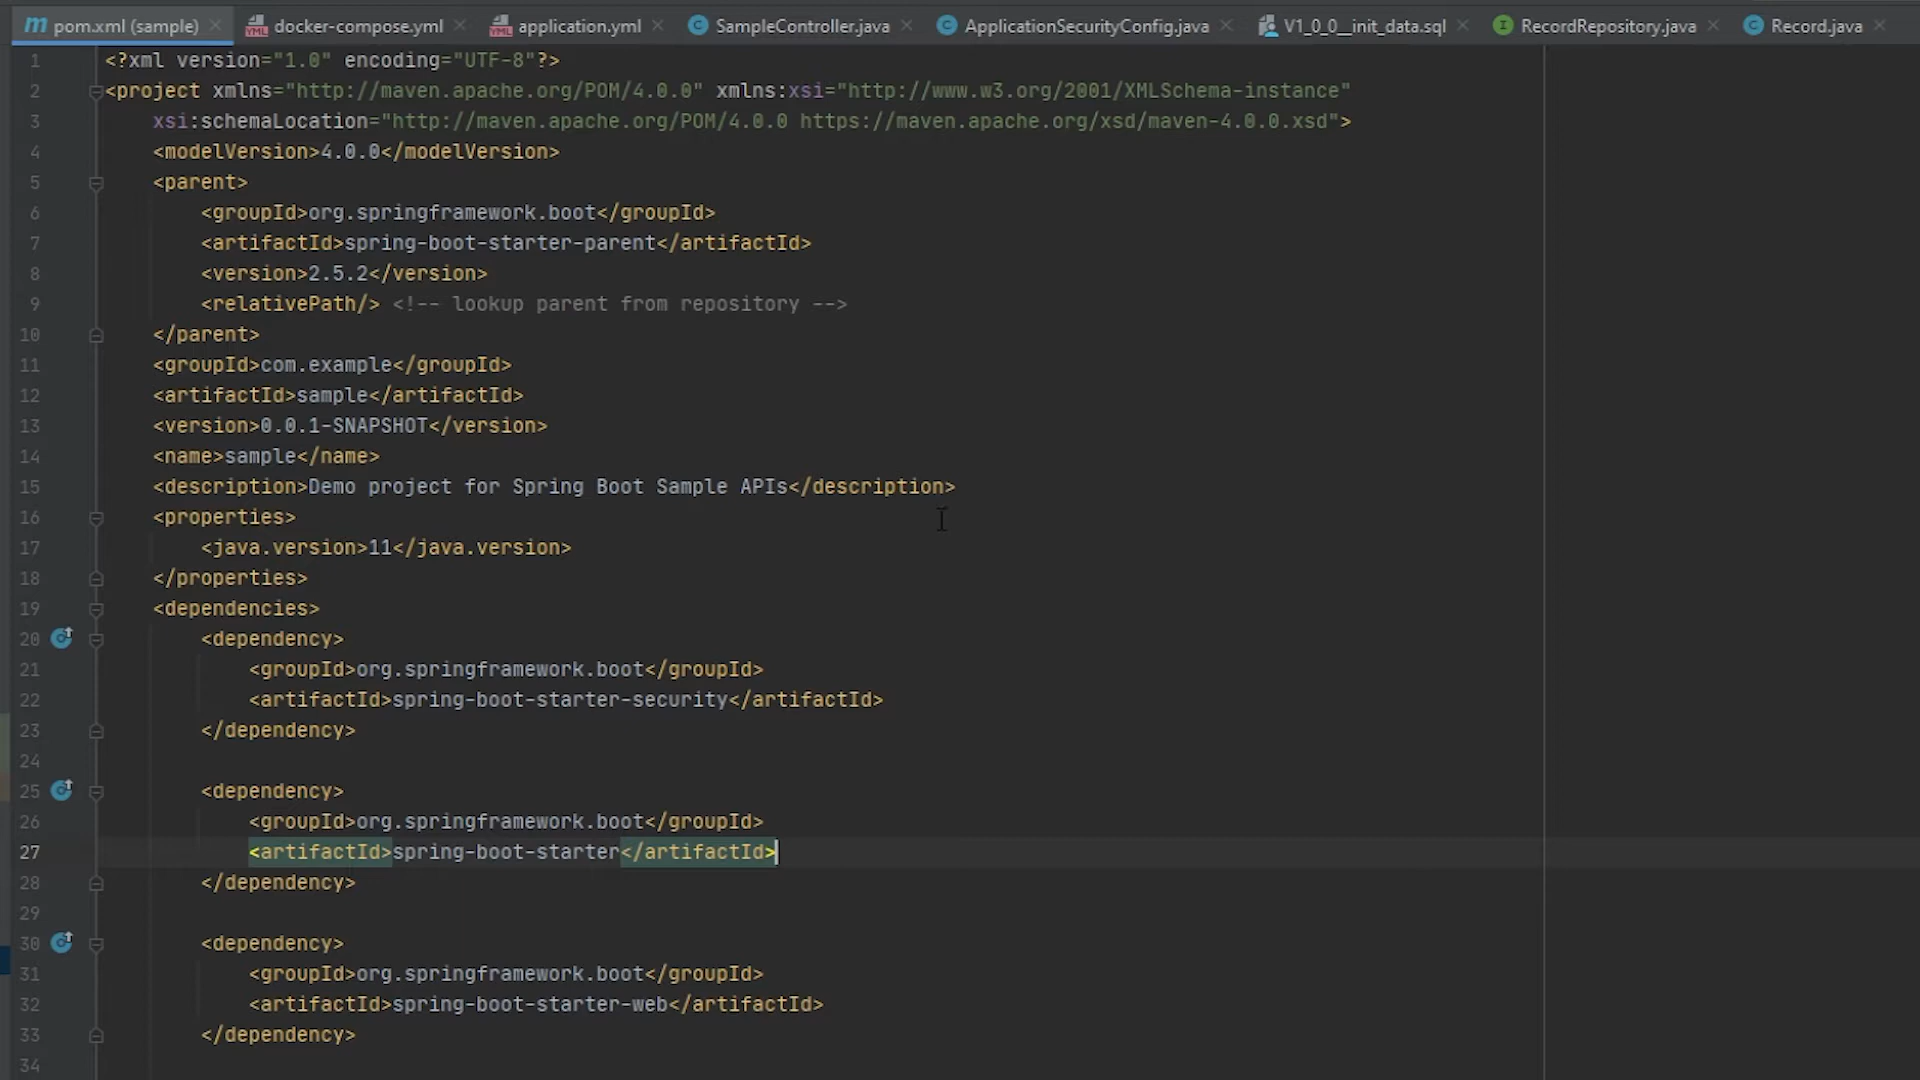 pom.xml (sample)
docker-compose.yml
application.yml
SampleController.java
ApplicationSecurityConfig.java
V1_0_0__init_data.sql
RecordRepository.java
Record.java
1 <?xml version="1.0" encoding="UTF-8"?>
2 <project xmlns="http://maven.apache.org/POM/4.0.0" xmlns:xsi="http://www.w3.org/2001/XMLSchema-instance"
3 xsi:schemaLocation="http://maven.apache.org/POM/4.0.0 https://maven.apache.org/xsd/maven-4.0.0.xsd">
4 <modelVersion>4.0.0</modelVersion>
5 <parent>
6 <groupId>org.springframework.boot</groupId>
7 <artifactId>spring-boot-starter-parent</artifactId>
8 <version>2.5.2</version>
9 <relativePath/> <!-- lookup parent from repository -->
10 </parent>
11 <groupId>com.example</groupId>
12 <artifactId>sample</artifactId>
13 <version>0.0.1-SNAPSHOT</version>
14 <name>sample</name>
15 <description>Demo project for Spring Boot Sample APIs</description>
16 <properties>
17 <java.version>11</java.version>
18 </properties>
19 <dependencies>
20 <dependency>
21 <groupId>org.springframework.boot</groupId>
22 <artifactId>spring-boot-starter-security</artifactId>
23 </dependency>
24
25 <dependency>
26 <groupId>org.springframework.boot</groupId>
27 <artifactId>spring-boot-starter</artifactId>
28 </dependency>
29
30 <dependency>
31 <groupId>org.springframework.boot</groupId>
32 <artifactId>spring-boot-starter-web</artifactId>
33 </dependency>
34